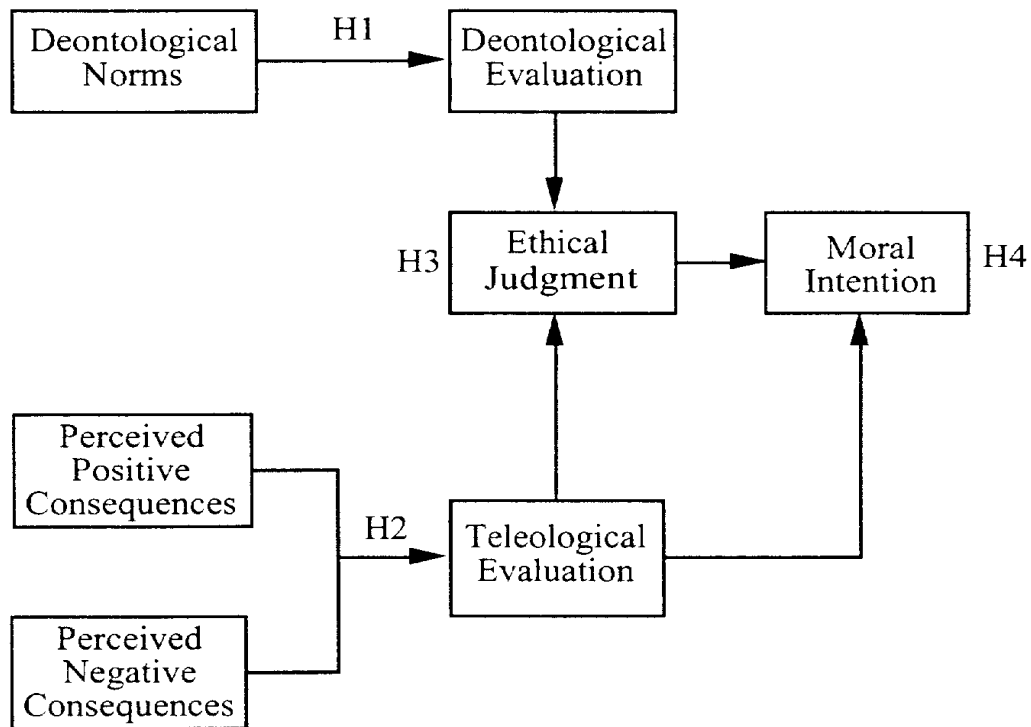 Deontological
Norms
H1
Deontological
Evaluation
H3
Ethical
Judgment
Moral
Intention
H4
Perceived
Positive
Consequences
H2
Teleological
Evaluation
Perceived
Negative
Consequences